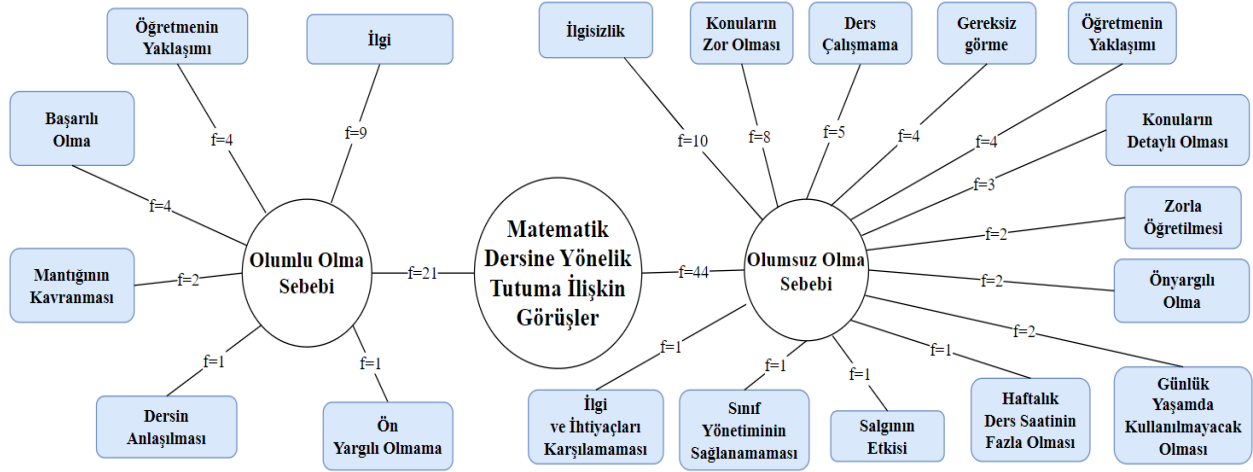 Öğretmenin
Yaklaşımı
İlgi
İlgisizlik
Konuların
Zor Olması
Ders
Çalışmama
Gereksiz
görme
Öğretmenin
Yaklaşımı
Başarılı
Olma
Konuların
Detaylı Olması
f=4
f=9
f=10
f=8
f=5
f=4
f=4
f=3
f=4
Zorla
Öğretilmesi
f=2
Mantığının
Kavranması
f=2
Olumlu Olma
Sebebi
f=21
Matematik
Dersine Yönelik
Tutuma İlişkin
Görüşler
f=44
Olumsuz Olma
Sebebi
f=2
Önyargılı
Olma
f=1
f=1
f=1
f=1
f=1
f=1
f=2
Dersin
Anlaşılması
Ön
Yargılı Olmama
İlgi
ve İhtiyaçları
Karşılamaması
Sınıf
Yönetiminin
Sağlanamaması
Salgının
Etkisi
Haftalık
Ders Saatinin
Fazla Olması
Günlük
Yaşamda
Kullanılmayacak
Olması